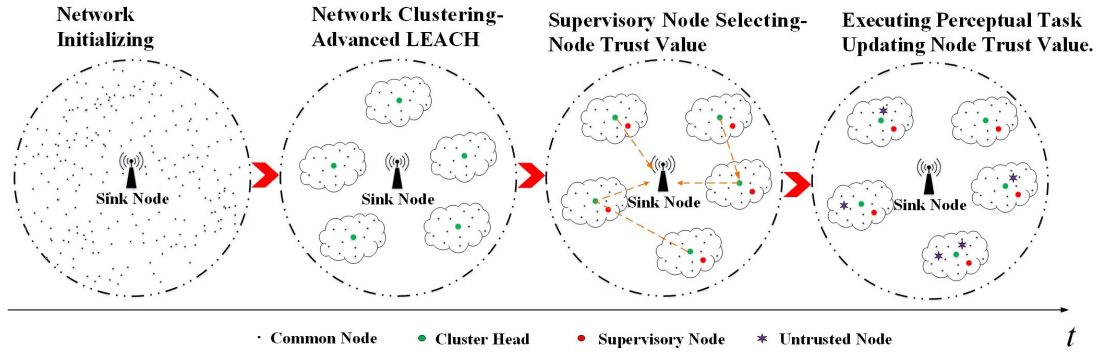 Network
Initializing
Network Clustering-
Advanced LEACH
Supervisory Node Selecting-
Node Trust Value
Executing Perceptual Task
Updating Node Trust Value.
Sink Node
Sink Node
Sink Node
Sink Node
Common Node
Cluster Head
Supervisory Node
Untrusted Node
t